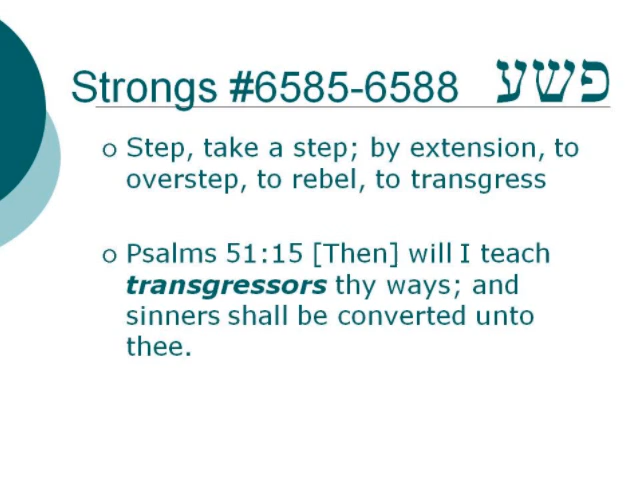 Strongs #6585-6588 פשע
Step, take a step; by extension, to
overstep, to rebel, to transgress
Psalms 51:15 [Then] will I teach
transgressors thy ways; and
sinners shall be converted unto
thee.